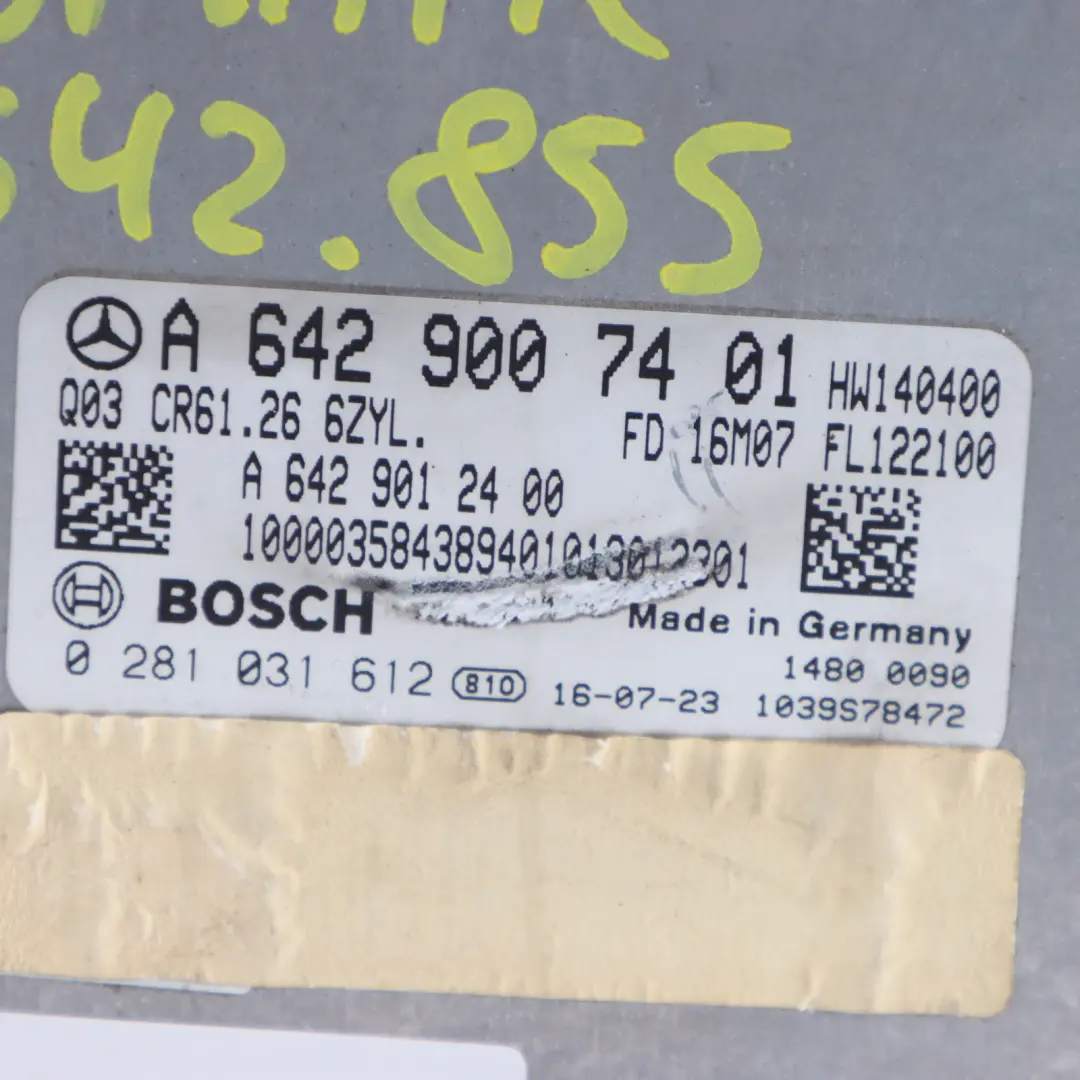 642.855
A 642 900 74 01 HW140400
Q03 CR61.26 6ZYL. FD 16M07 FL122100
A 642 901 24 00
BOSCH
Made in Germany
0 281 031 612 810 16-07-23
1480 0090
1039S78472